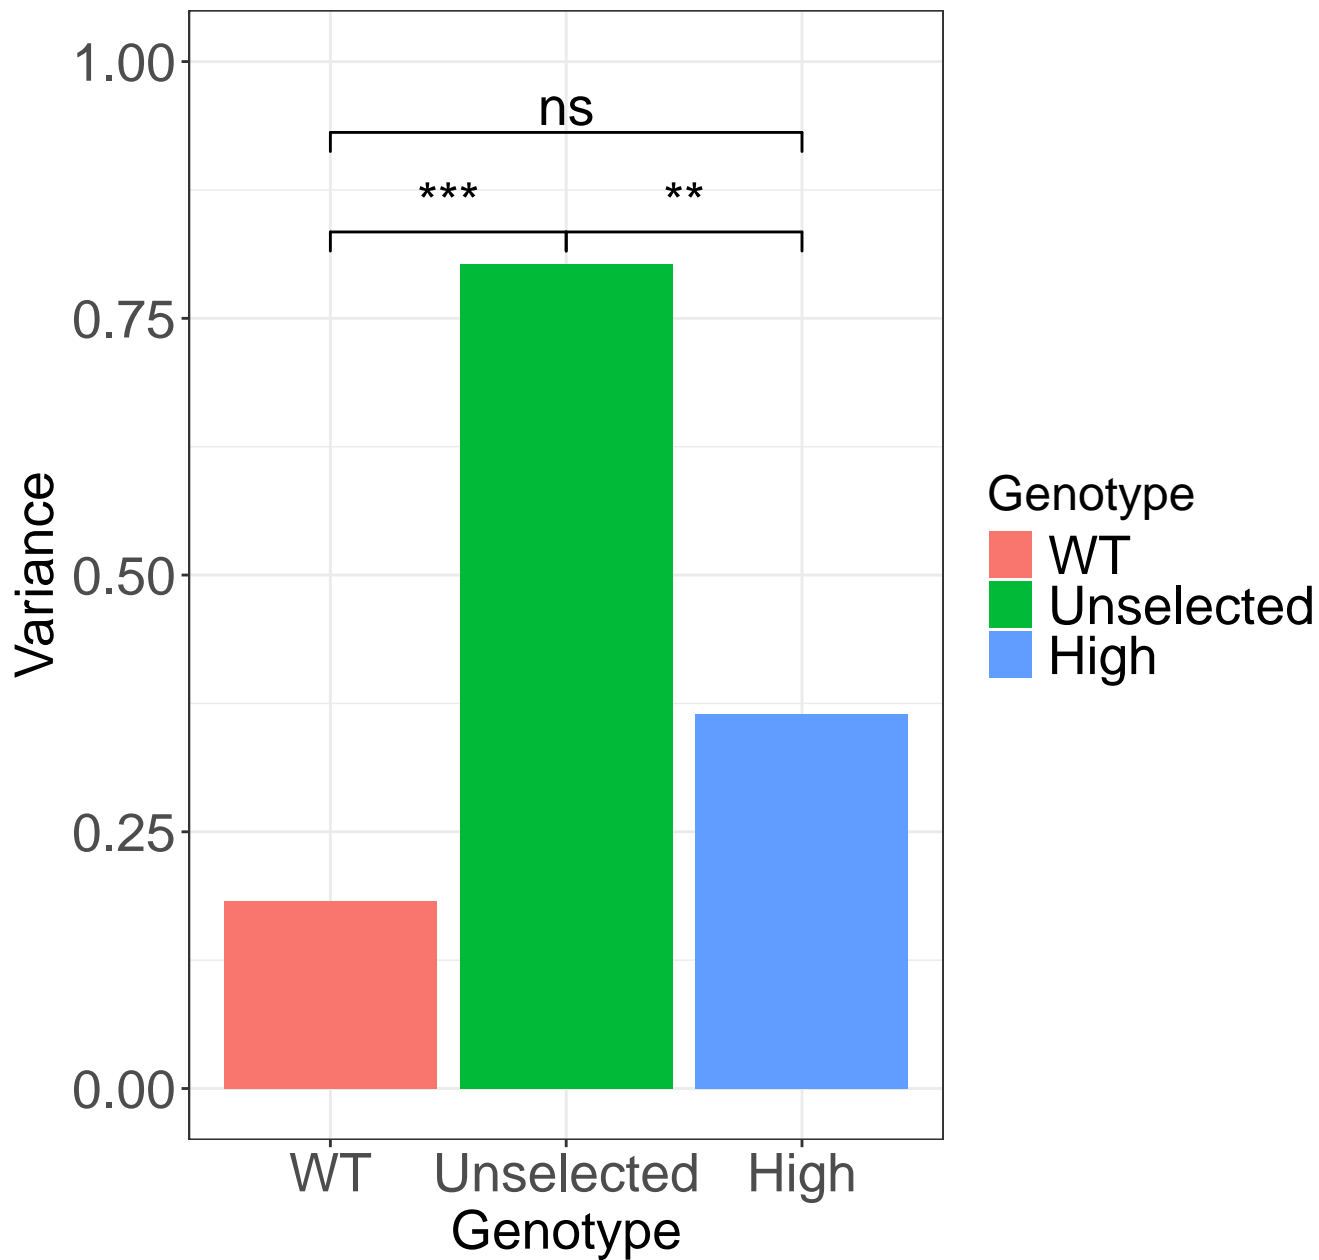 1.00
0.75
0.50
0.25
0.00
Variance
ns
***
**
WT
Unselected
High
Genotype
Genotype
WT
Unselected
High